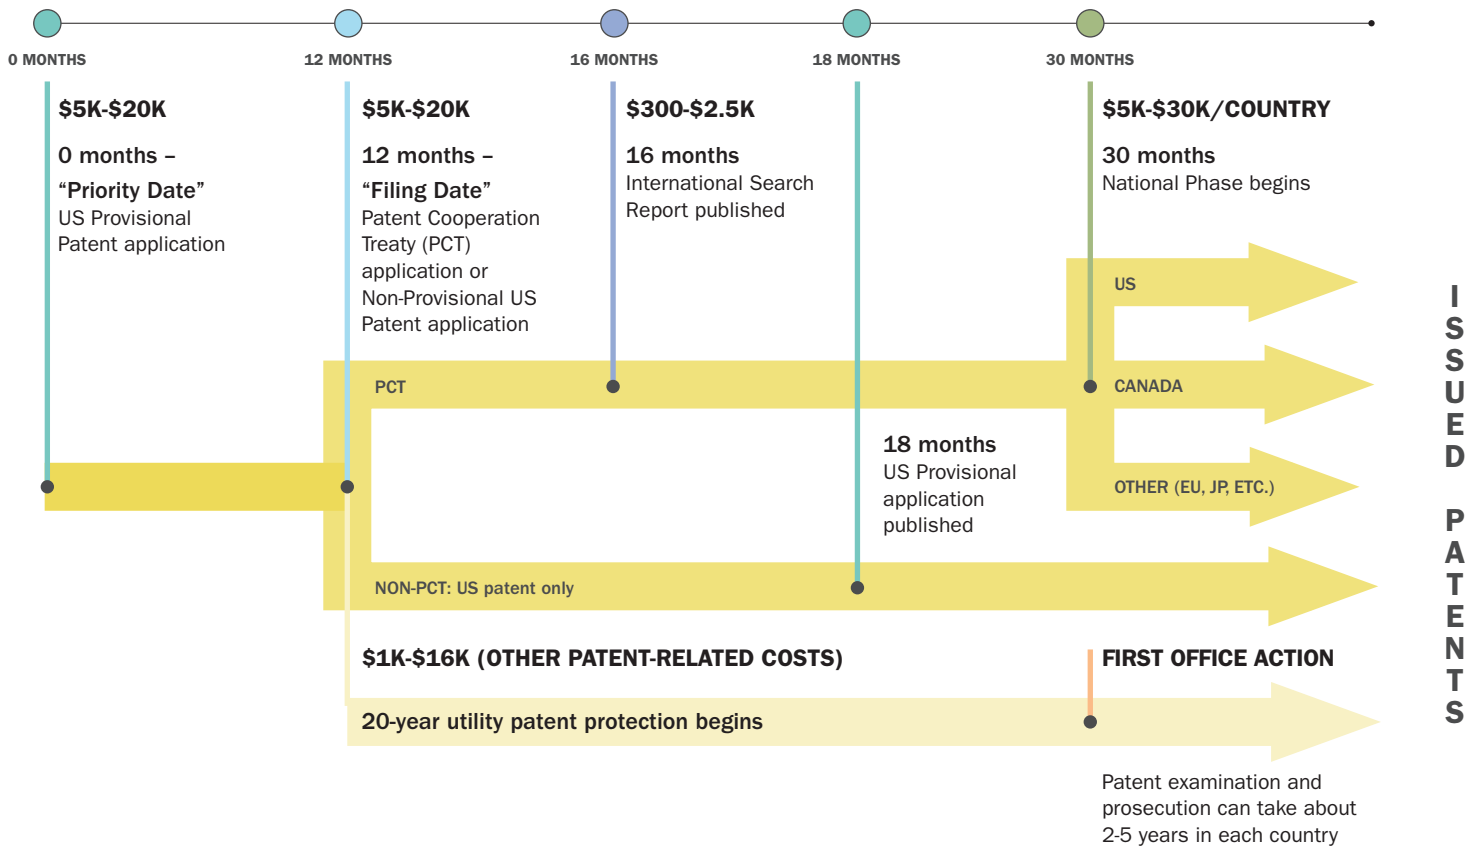 0 MONTHS
12 MONTHS
16 MONTHS
18 MONTHS
30 MONTHS
$5K-$20K
0 months –
“Priority Date”
US Provisional
Patent application
$5K-$20K
12 months –
“Filing Date”
Patent Cooperation
Treaty (PCT)
application or
Non-Provisional US
Patent application
$300-$2.5K
16 months
International Search
Report published
$5K-$30K/COUNTRY
30 months
National Phase begins
US
PCT
CANADA
18 months
US Provisional
application
published
OTHER (EU, JP, ETC.)
NON-PCT: US patent only
$1K-$16K (OTHER PATENT-RELATED COSTS)
FIRST OFFICE ACTION
20-year utility patent protection begins
Patent examination and
prosecution can take about
2-5 years in each country
ISSUED PATENTS